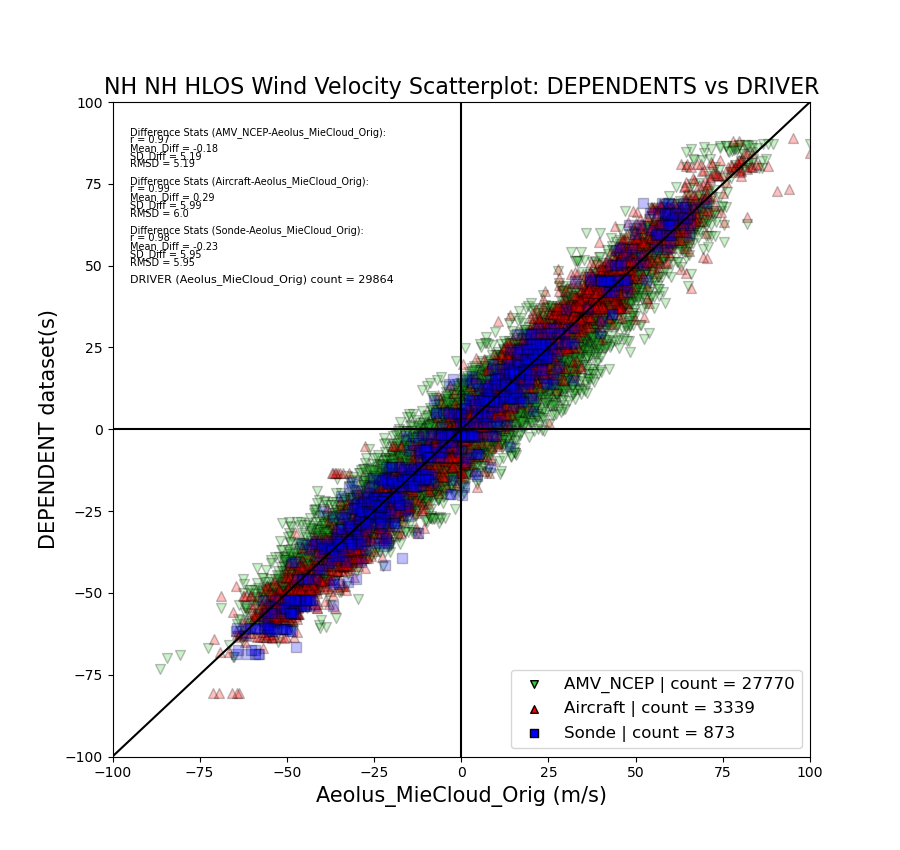 NH NH HLOS Wind Velocity Scatterplot: DEPENDENTS vs DRIVER
Difference Stats (AMV_NCEP-Aeolus_MieCloud_Orig):
r = 0.97
Mean_Diff = -0.18
SD_Diff = 5.19
RMSD = 5.19
Difference Stats (Aircraft-Aeolus_MieCloud_Orig):
r = 0.99
Mean_Diff = 0.29
SD_Diff = 5.99
RMSD = 6.0
Difference Stats (Sonde-Aeolus_MieCloud_Orig):
r = 0.98
Mean_Diff = -0.23
SD_Diff = 5.95
RMSD = 5.95
DRIVER (Aeolus_MieCloud_Orig) count = 29864
100
75
50
25
0
−25
−50
−75
−100
DEPENDENT dataset(s)
AMV_NCEP | count = 27770
Aircraft | count = 3339
Sonde | count = 873
−100
−75
−50
−25
0
25
50
75
100
Aeolus_MieCloud_Orig (m/s)